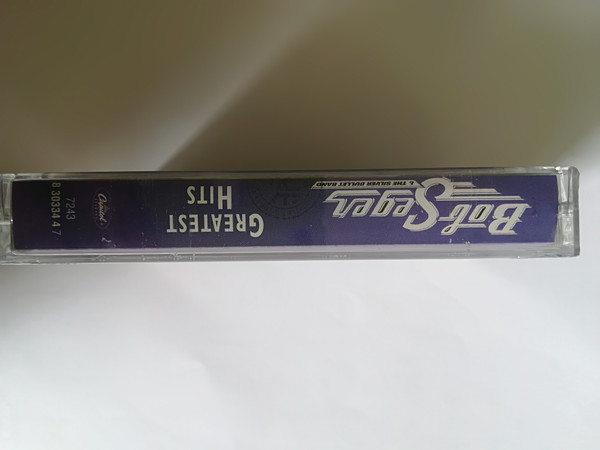 Bob Seger
& THE SILVER BULLET BAND
GREATEST
HITS
Capitol
7243
8 30334 4 7